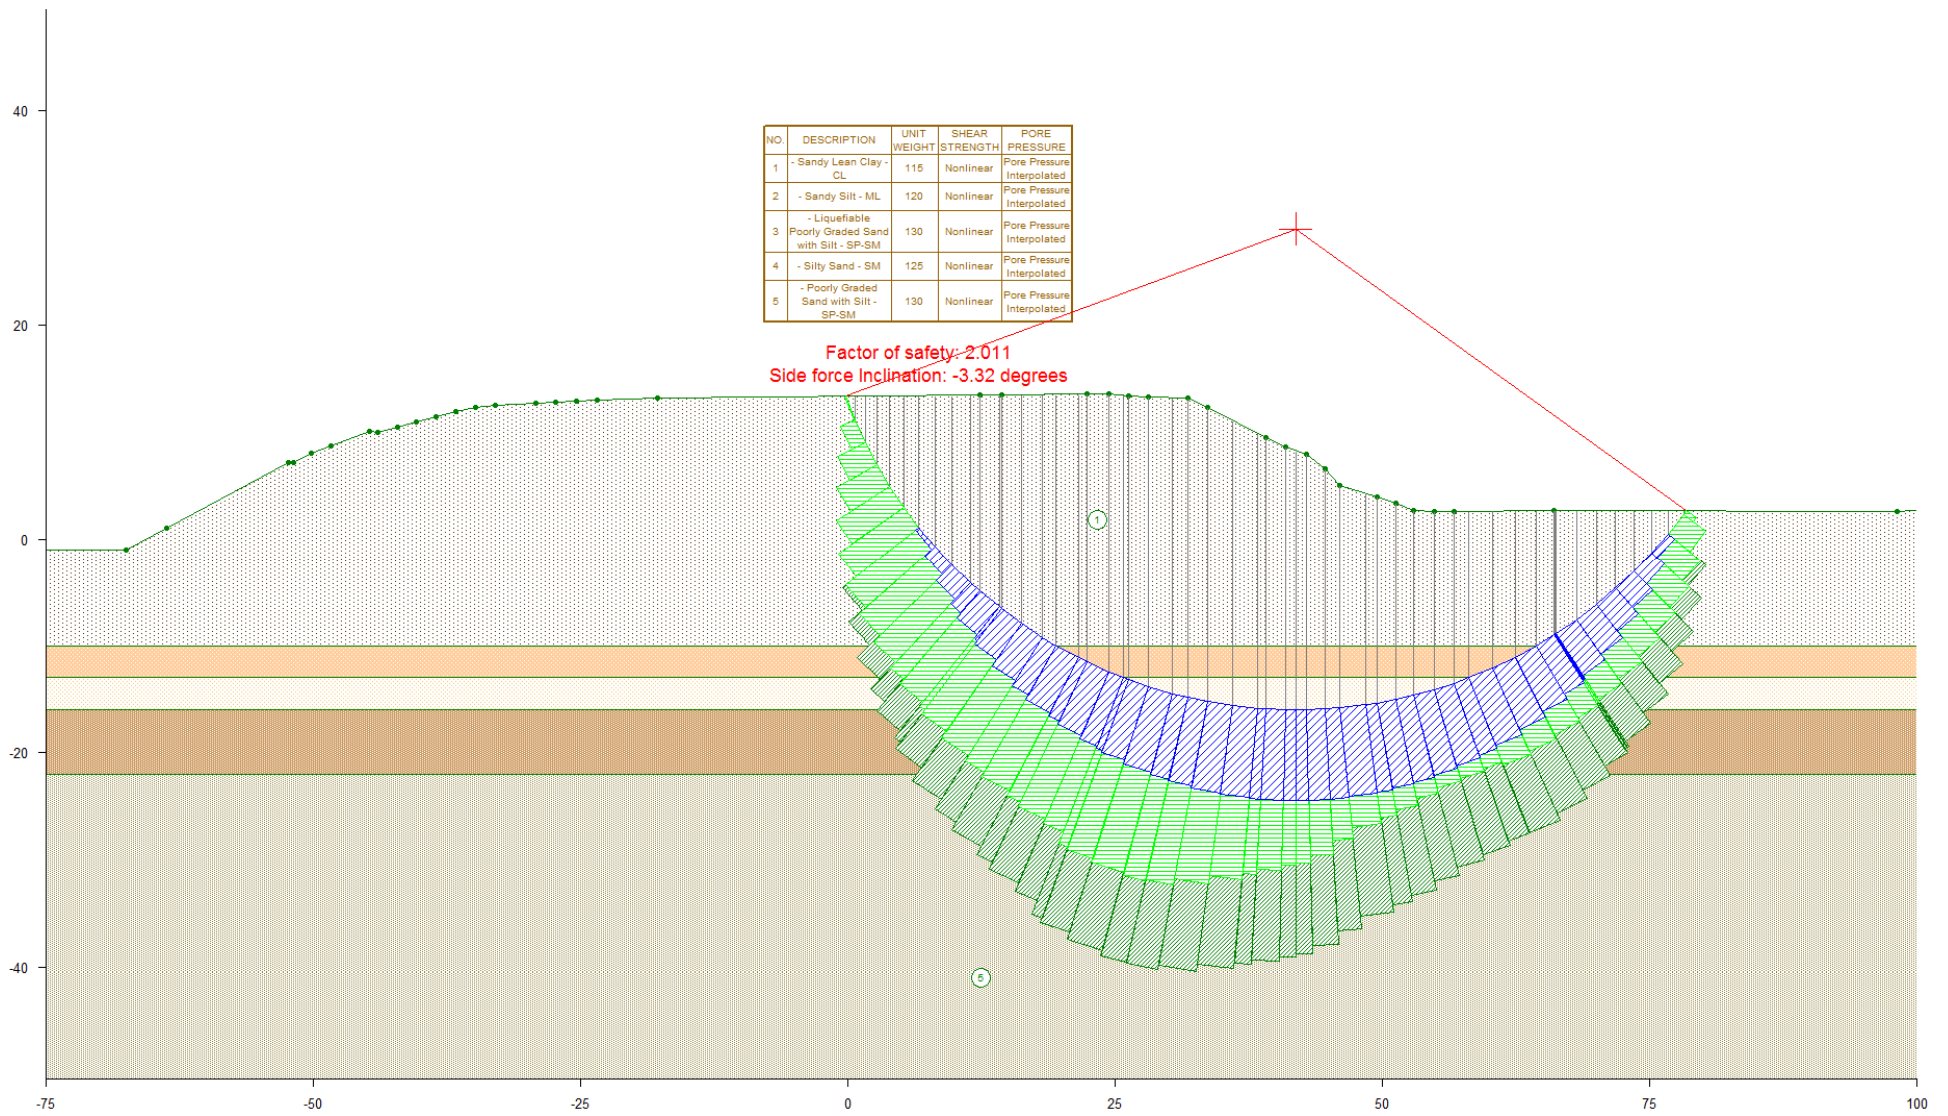 40
20
0
-20
-40
NO. DESCRIPTION UNIT WEIGHT SHEAR STRENGTH PORE PRESSURE
1 - Sandy Lean Clay - CL 115 Nonlinear Pore Pressure Interpolated
2 - Sandy Silt - ML 120 Nonlinear Pore Pressure Interpolated
3 - Liquefiable Poorly Graded Sand with Silt - SP-SM 130 Nonlinear Pore Pressure Interpolated
4 - Silty Sand - SM 125 Nonlinear Pore Pressure Interpolated
5 - Poorly Graded Sand with Silt - SP-SM 130 Nonlinear Pore Pressure Interpolated
Factor of safety: 2.011
Side force Inclination: -3.32 degrees
1
5
-75 -50 -25 0 25 50 75 100